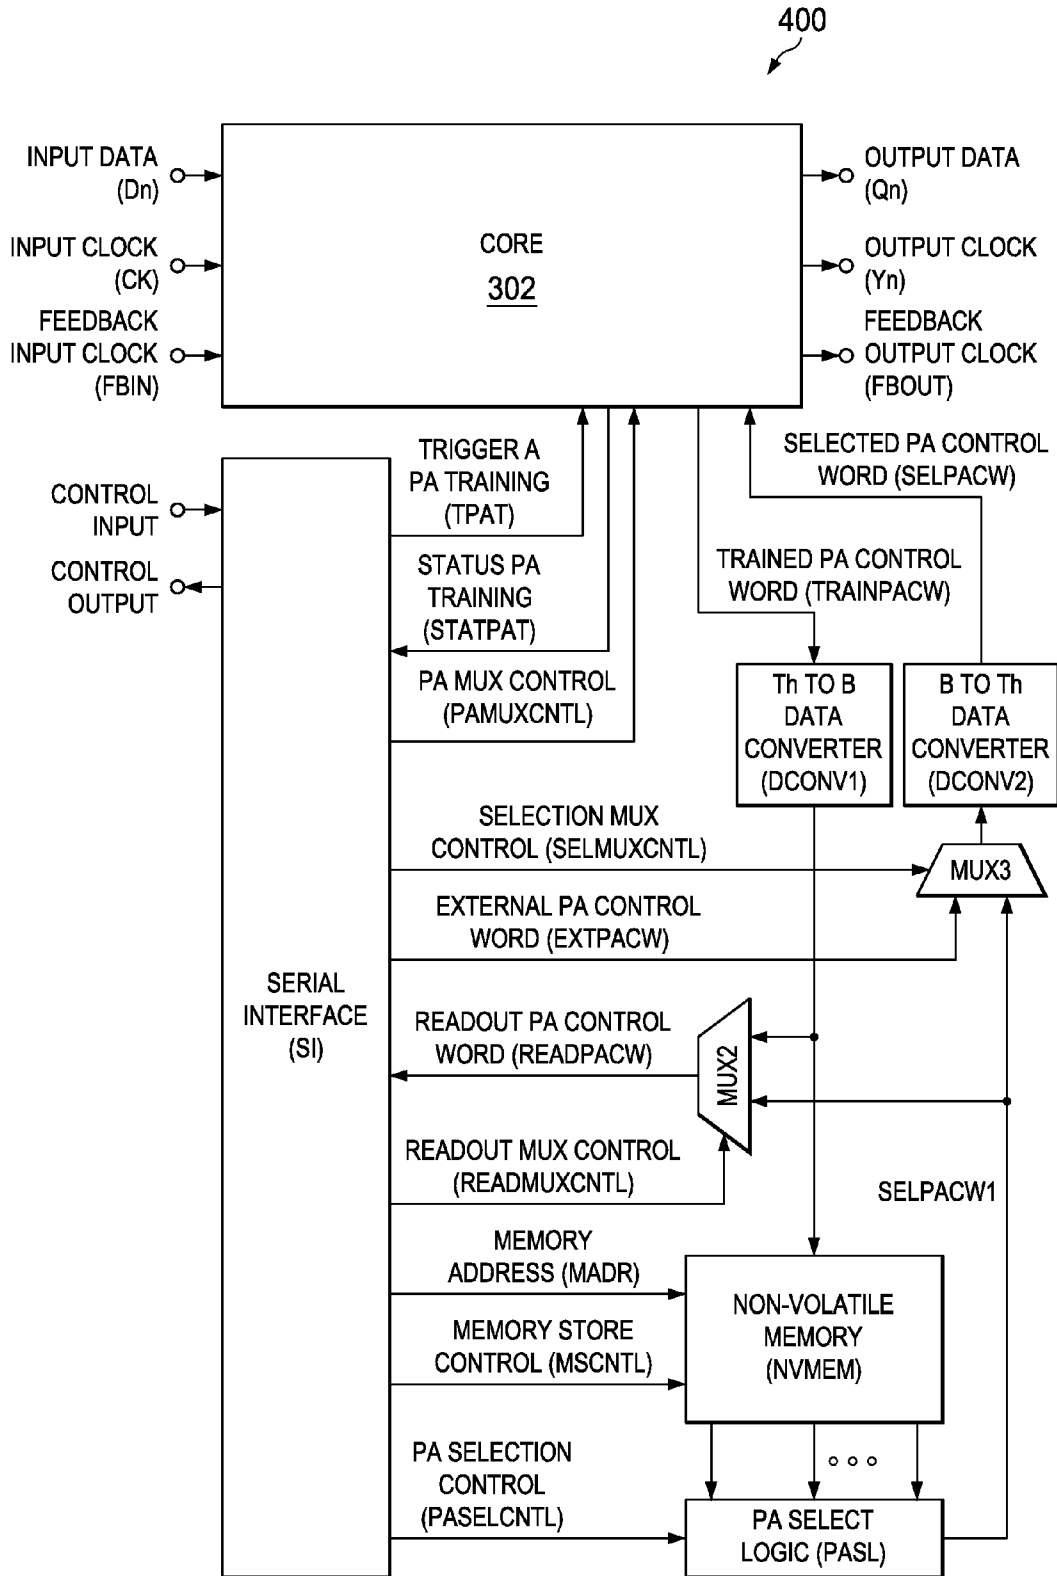 400
INPUT DATA
(Dn)
INPUT CLOCK
(CK)
FEEDBACK
INPUT CLOCK
(FBIN)
CORE
302
OUTPUT DATA
(Qn)
OUTPUT CLOCK
(Yn)
FEEDBACK
OUTPUT CLOCK
(FBOUT)
CONTROL
INPUT
CONTROL
OUTPUT
TRIGGER A
PA TRAINING
(TPAT)
STATUS PA
TRAINING
(STATPAT)
PA MUX CONTROL
(PAMUXCNTL)
SELECTED PA CONTROL
WORD (SELPACW)
TRAINED PA CONTROL
WORD (TRAINPACW)
Th TO B
DATA
CONVERTER
(DCONV1)
B TO Th
DATA
CONVERTER
(DCONV2)
SELECTION MUX
CONTROL (SELMUXCNTL)
MUX3
EXTERNAL PA CONTROL
WORD (EXTPACW)
SERIAL
INTERFACE
(SI)
READOUT PA CONTROL
WORD (READPACW)
MUX2
READOUT MUX CONTROL
(READMUXCNTL)
SELPACW1
MEMORY
ADDRESS (MADR)
MEMORY STORE
CONTROL (MSCNTL)
NON-VOLATILE
MEMORY
(NVMEM)
PA SELECTION
CONTROL
(PASELCNTL)
PA SELECT
LOGIC (PASL)